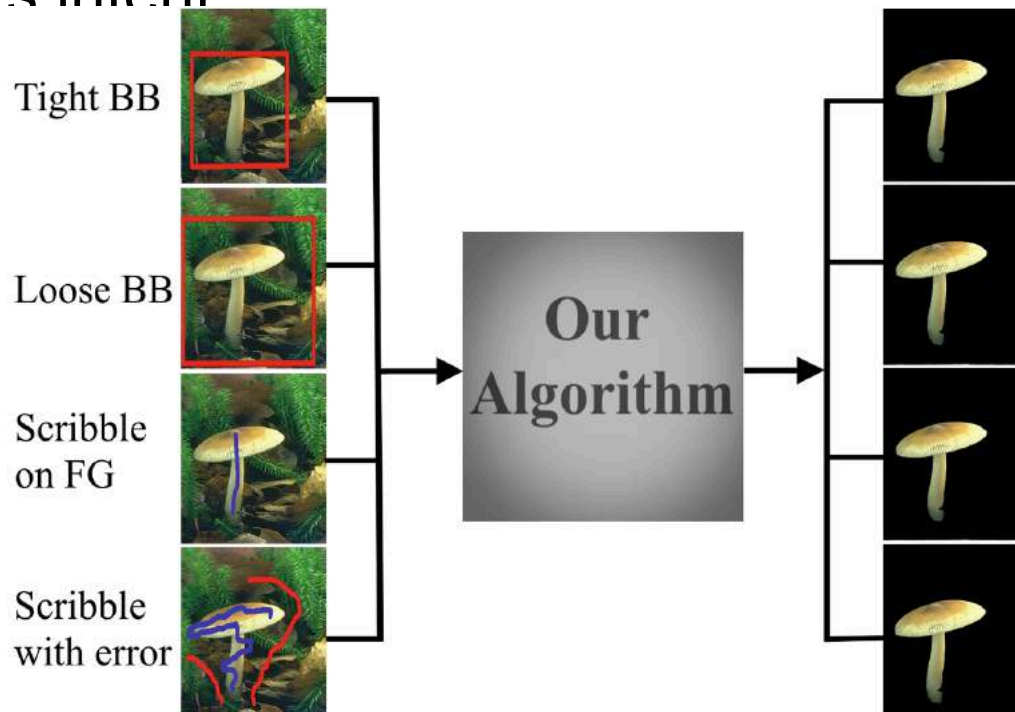 Tight BB
Loose BB
Scribble
on FG
Scribble
with error
Our
Algorithm